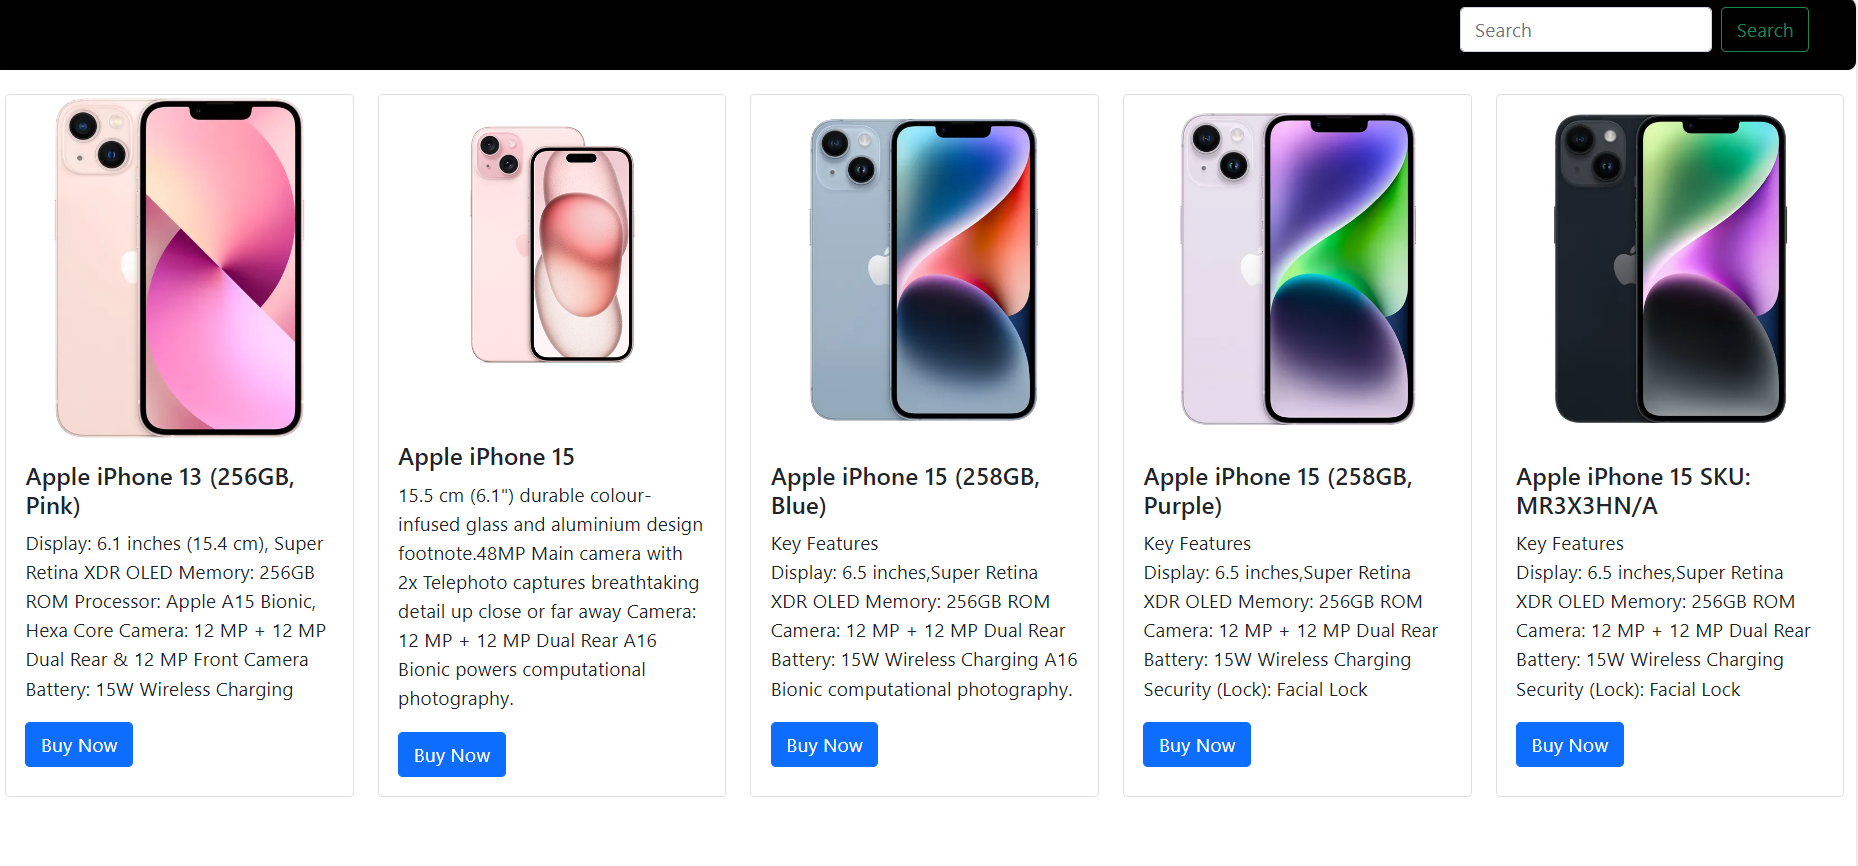 Search
Search
Apple iPhone 13 (256GB,
Pink)
Display: 6.1 inches (15.4 cm), Super
Retina XDR OLED Memory: 256GB
ROM Processor: Apple A15 Bionic,
Hexa Core Camera: 12 MP + 12 MP
Dual Rear & 12 MP Front Camera
Battery: 15W Wireless Charging
Buy Now
Apple iPhone 15
15.5 cm (6.1") durable colour-
infused glass and aluminium design
footnote.48MP Main camera with
2x Telephoto captures breathtaking
detail up close or far away Camera:
12 MP + 12 MP Dual Rear A16
Bionic powers computational
photography.
Buy Now
Apple iPhone 15 (258GB,
Blue)
Key Features
Display: 6.5 inches,Super Retina
XDR OLED Memory: 256GB ROM
Camera: 12 MP + 12 MP Dual Rear
Battery: 15W Wireless Charging A16
Bionic computational photography.
Buy Now
Apple iPhone 15 (258GB,
Purple)
Key Features
Display: 6.5 inches,Super Retina
XDR OLED Memory: 256GB ROM
Camera: 12 MP + 12 MP Dual Rear
Battery: 15W Wireless Charging
Security (Lock): Facial Lock
Buy Now
Apple iPhone 15 SKU:
MR3X3HN/A
Key Features
Display: 6.5 inches,Super Retina
XDR OLED Memory: 256GB ROM
Camera: 12 MP + 12 MP Dual Rear
Battery: 15W Wireless Charging
Security (Lock): Facial Lock
Buy Now